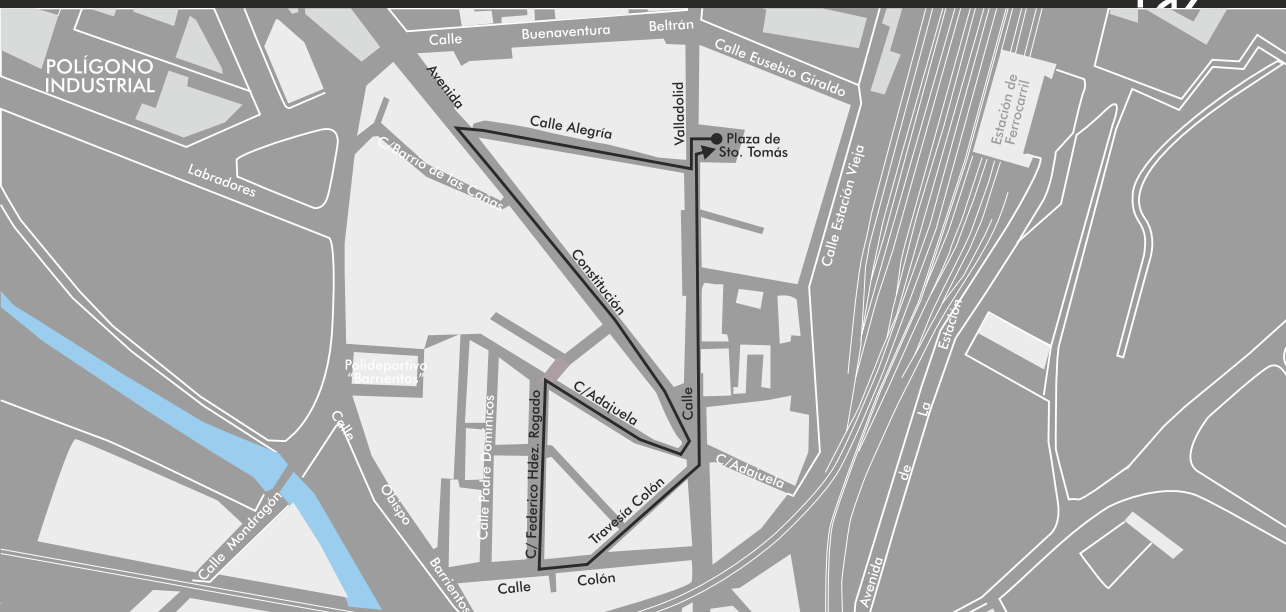 Calle Buenaventura Beltrán
Calle Eusebio Giraldo
POLÍGONO
INDUSTRIAL
Avenida
Valladolid
Estación de
Ferrocarril
Calle Alegría
Plaza de
Sto. Tomás
C/Barrio de las Canas
Labradores
Calle Estación Vieja
Constitución
Estación
Polideportivo
"Barrientos"
C/Adajuela
Calle
Calle
C/ Federico Hdez. Rogado
Calle Padre Dominicos
La
C/Adajuela
de
Obispo
Travesía Colón
Calle Mondragón
Barrientos
Calle Colón
Avenida